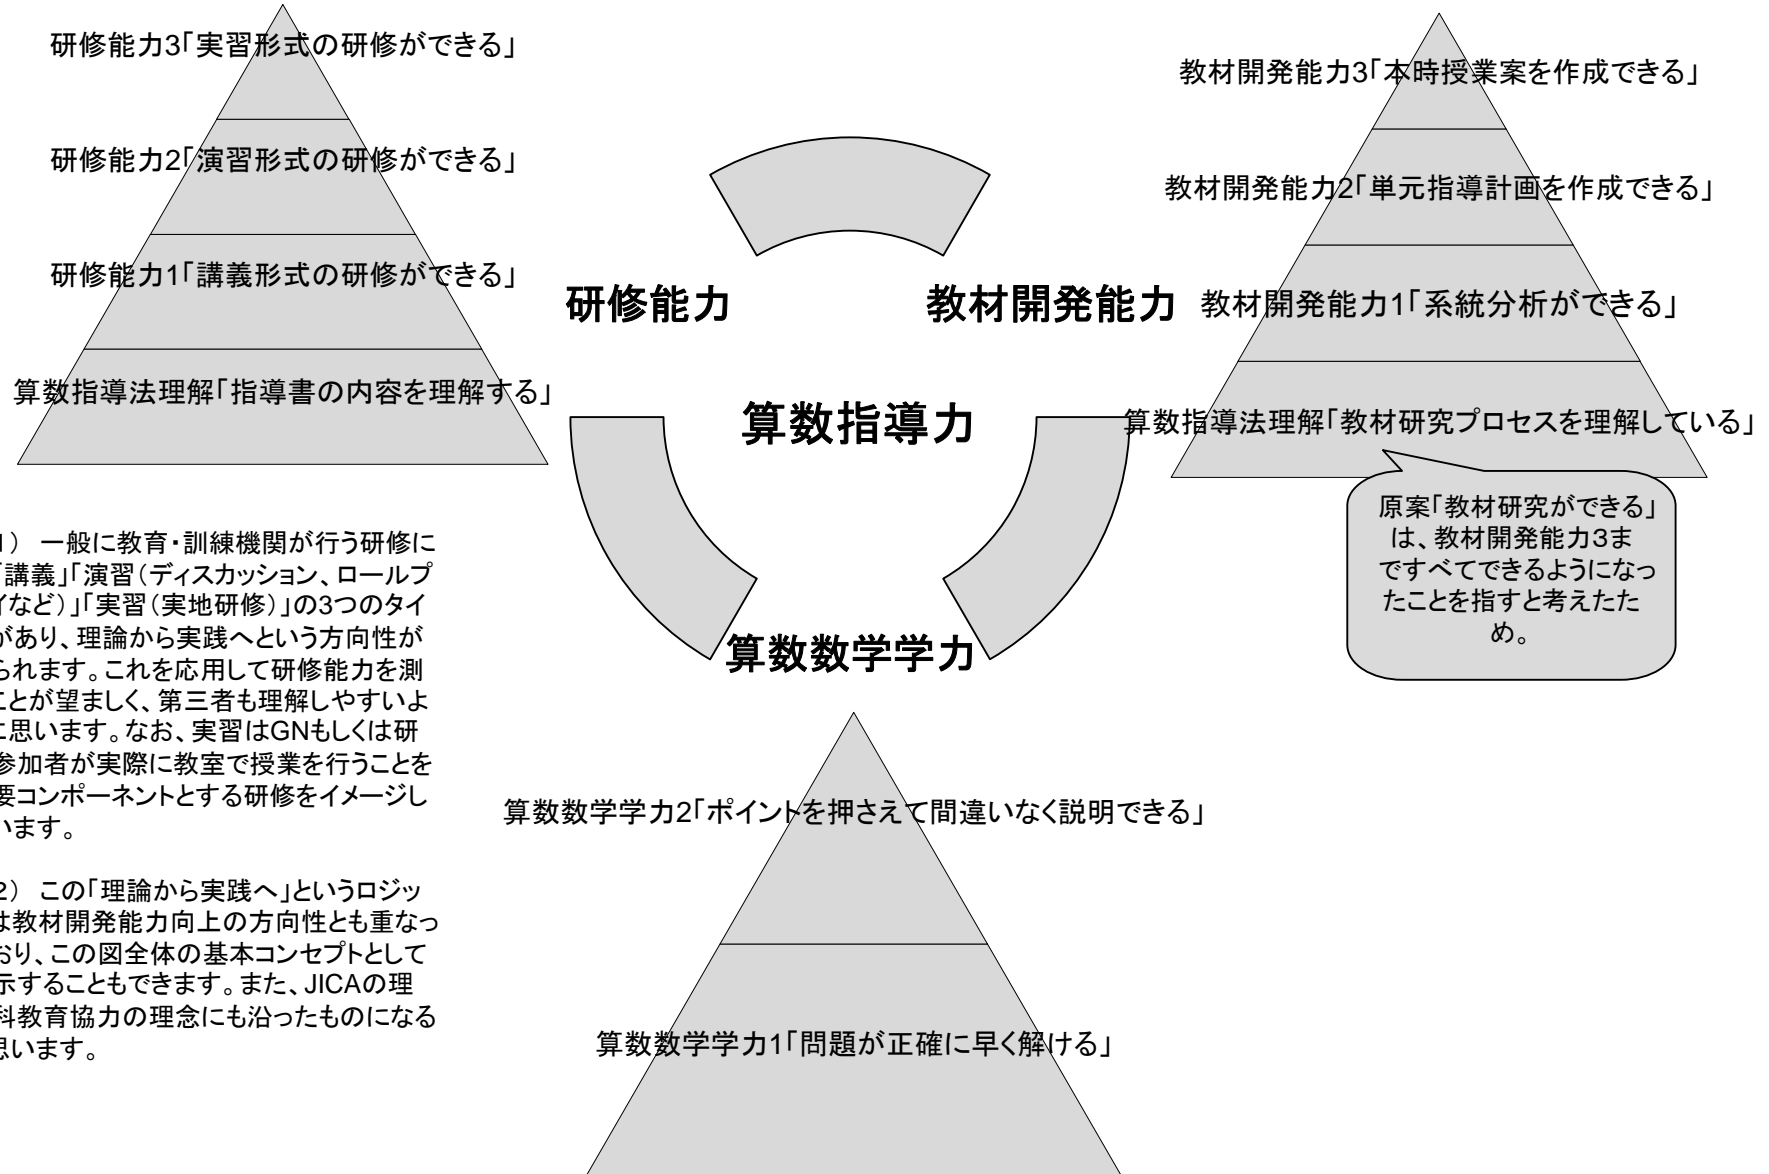 研修能力3「実習形式の研修ができる」
研修能力2「演習形式の研修ができる」
研修能力1「講義形式の研修ができる」
算数指導法理解「指導書の内容を理解する」
教材開発能力3「本時授業案を作成できる」
教材開発能力2「単元指導計画を作成できる」
教材開発能力1「系統分析ができる」
算数指導法理解「教材研究プロセスを理解している」
原案「教材研究ができる」
は、教材開発能力3ま
ですべてできるようになっ
たことを指すと考えたた
め。
研修能力
教材開発能力
算数指導力
算数数学学力
） 一般に教育・訓練機関が行う研修に
「講義」「演習（ディスカッション、ロールプ
イなど）」「実習（実地研修）」の3つのタイ
があり、理論から実践へという方向性が
られます。これを応用して研修能力を測
ことが望ましく、第三者も理解しやすいよ
に思います。なお、実習はGNもしくは研
参加者が実際に教室で授業を行うことを
要コンポーネントとする研修をイメージし
います。
2） この「理論から実践へ」というロジッ
は教材開発能力向上の方向性とも重なっ
おり、この図全体の基本コンセプトとして
示することもできます。また、JICAの理
科教育協力の理念にも沿ったものになる
思います。
算数数学学力2「ポイントを押さえて間違いなく説明できる」
算数数学学力1「問題が正確に早く解ける」